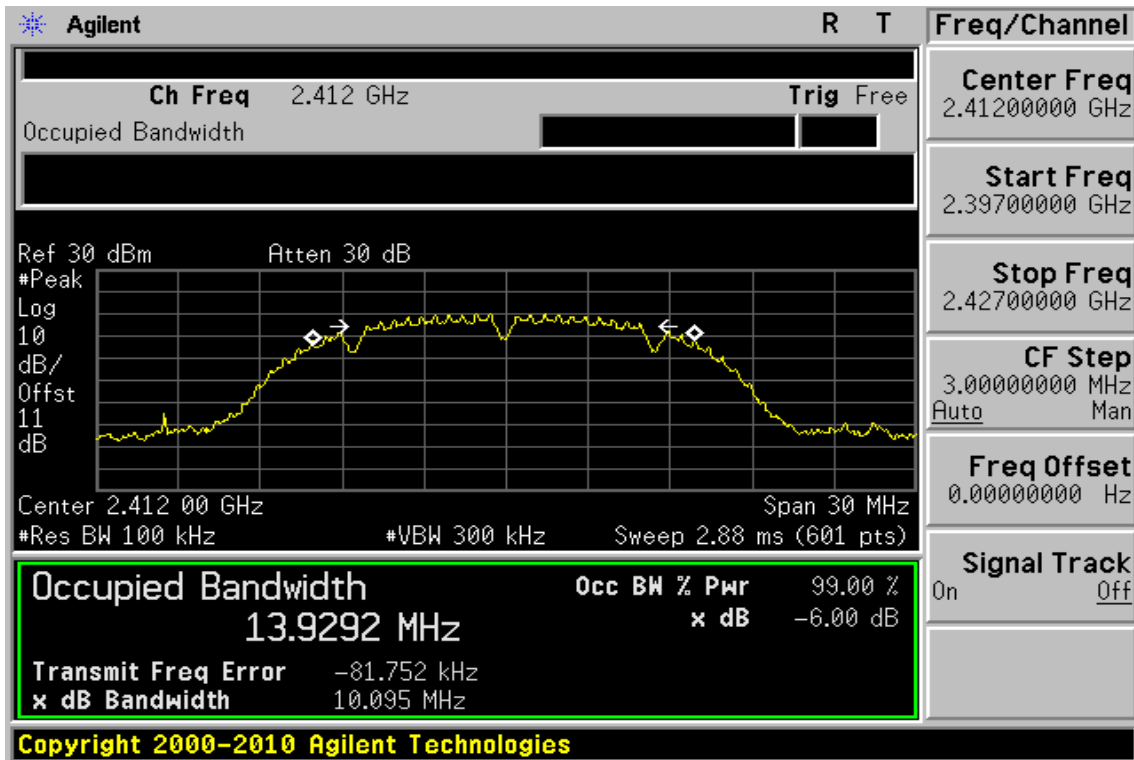 Agilent R T
Freq/Channel
Ch Freq 2.412 GHz Trig Free
Occupied Bandwidth
Center Freq
2.41200000 GHz
Start Freq
2.39700000 GHz
Stop Freq
2.42700000 GHz
CF Step
3.00000000 MHz
Auto Man
Freq Offset
0.00000000 Hz
Signal Track
On Off
Ref 30 dBm Atten 30 dB
#Peak
Log
10
dB/
Offst
11
dB
Center 2.412 00 GHz Span 30 MHz
#Res BW 100 kHz #VBW 300 kHz Sweep 2.88 ms (601 pts)
Occupied Bandwidth Occ BW % Pwr 99.00 %
13.9292 MHz x dB -6.00 dB
Transmit Freq Error -81.752 kHz
x dB Bandwidth 10.095 MHz
Copyright 2000-2010 Agilent Technologies